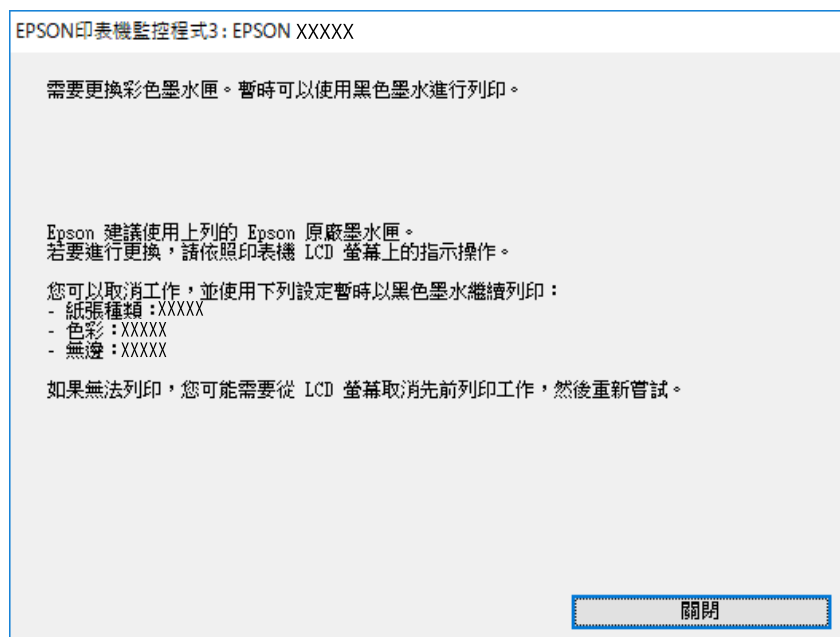 EPSON印表機監控程式3 : EPSON XXXXX
需要更換彩色墨水匣。暫時可以使用黑色墨水進行列印。
Epson 建議使用上列的 Epson 原廠墨水匣。
若要進行更換，請依照印表機 LCD 螢幕上的指示操作。
您可以取消工作，並使用下列設定暫時以黑色墨水繼續列印：
- 紙張種類：XXXXX
- 色彩：XXXXX
- 無邊：XXXXX
如果無法列印，您可能需要從 LCD 螢幕取消先前列印工作，然後重新嘗試。
關閉